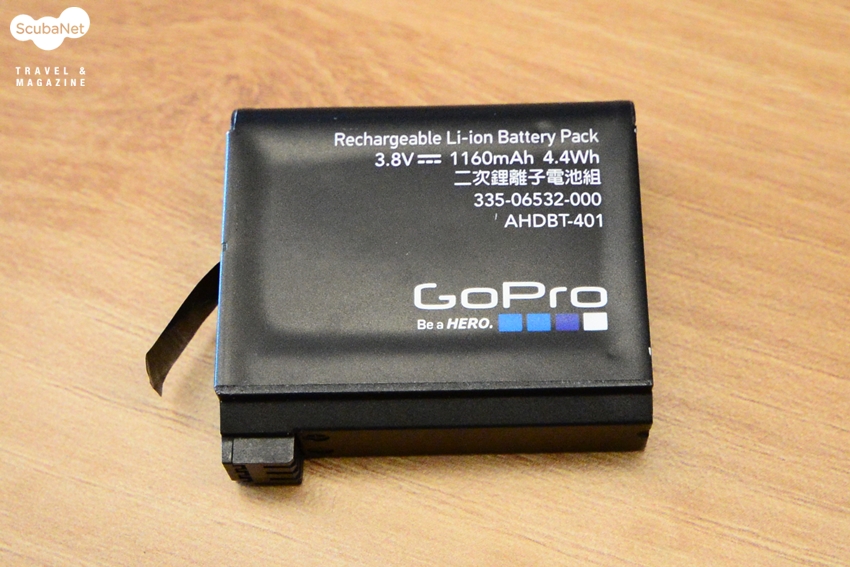 ScubaNet
TRAVEL &
MAGAZINE
Rechargeable Li-ion Battery Pack
3.8V⎓ 1160mAh 4.4Wh
二次鋰離子電池組
335-06532-000
AHDBT-401
GoPro
Be a HERO.